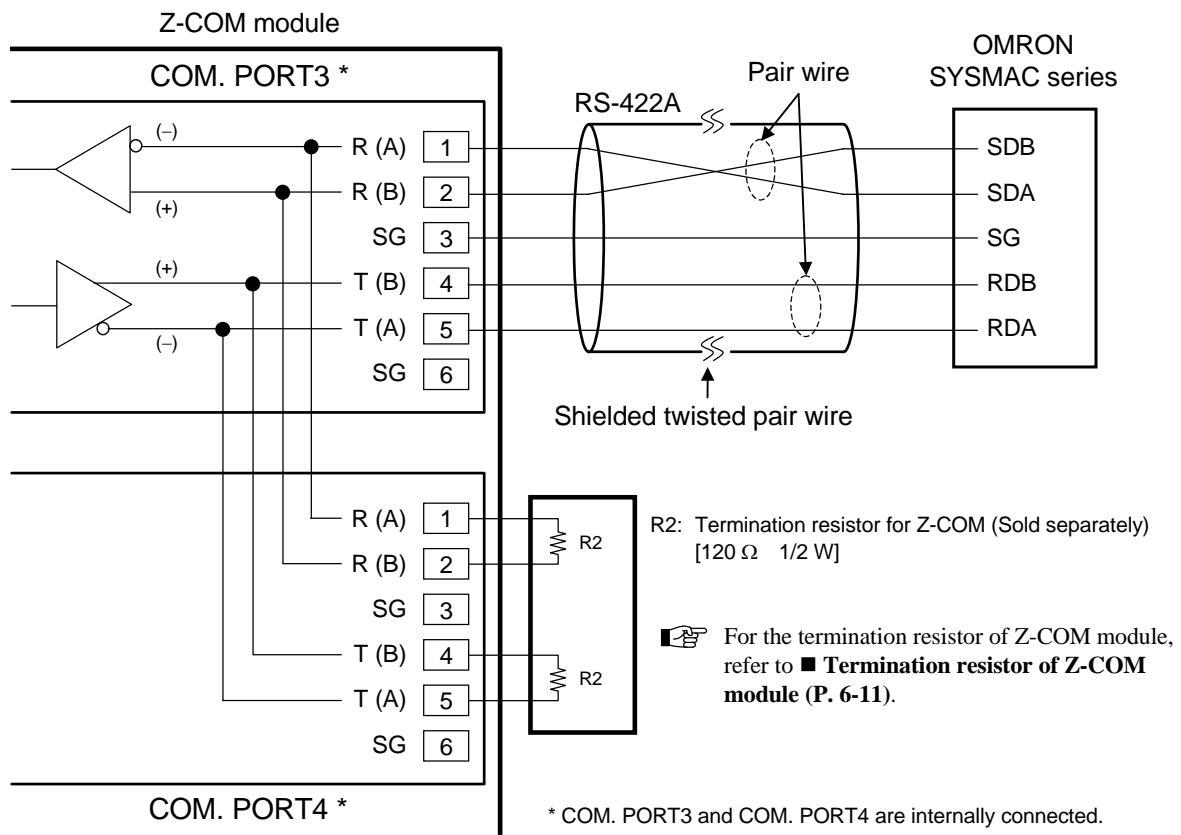 Z-COM module
COM. PORT3 *
(−)
R (A) 1
R (B) 2
(+)
SG 3
(+)
T (B) 4
T (A) 5
(−)
SG 6
RS-422A
Pair wire
Shielded twisted pair wire
OMRON
SYSMAC series
SDB
SDA
SG
RDB
RDA
R (A) 1
R (B) 2
SG 3
T (B) 4
T (A) 5
SG 6
COM. PORT4 *
R2
R2
R2: Termination resistor for Z-COM (Sold separately)
[120 Ω 1/2 W]
For the termination resistor of Z-COM module,
refer to ■ Termination resistor of Z-COM
module (P. 6-11).
* COM. PORT3 and COM. PORT4 are internally connected.